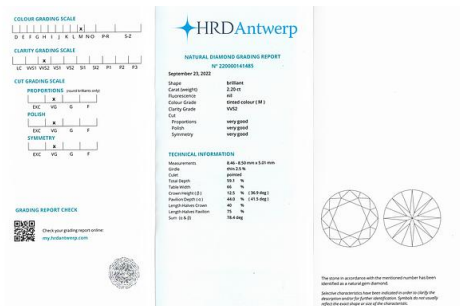 COLOUR GRADING SCALE
x
D E F G H I J K L M N-O P-R S-Z
CLARITY GRADING SCALE
x
LC VVS1 VVS2 VS1 VS2 SI1 SI2 P1 P2 P3
CUT GRADING SCALE
PROPORTIONS (round brilliants only)
x
EXC VG G F
POLISH
x
EXC VG G F
SYMMETRY
x
EXC VG G F
GRADING REPORT CHECK
Check your grading report online
my.hrdantwerp.com
HRDAntwerp
NATURAL DIAMOND GRADING REPORT
N° 220000141485
September 23, 2022
Shape brilliant
Carat (weight) 2.20 ct
Fluorescence nil
Colour Grade tinted colour ( M )
Clarity Grade VVS2
Cut
Proportions very good
Polish very good
Symmetry very good
TECHNICAL INFORMATION
Measurements 8.46 - 8.50 mm x 5.01 mm
Girdle thin 2.5 %
Culet pointed
Total Depth 59.1 %
Table Width 66 %
Crown Height (β) 12.5 % ( 36.9 deg )
Pavilion Depth (α) 44.0 % ( 41.5 deg )
Length Halves Crown 40 %
Length Halves Pavilion 75 %
Sum (α & β) 78.4 deg
The stone in accordance with the mentioned number has been
identified as a natural gem diamond.
Selective characteristics have been indicated in order to clarify the
description and/or for further identification. Symbols do not usually
reflect the exact shape or size of the characteristic.